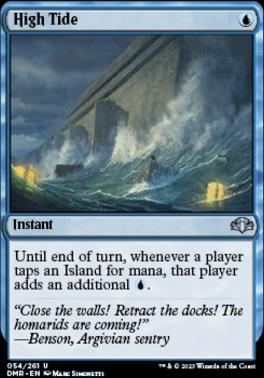 High Tide
Instant
Until end of turn, whenever a player
taps an Island for mana, that player
adds an additional .
“Close the walls! Retract the docks! The
homarids are coming!”
—Benson, Argivian sentry
054/261 U
DMR • EN Marc Simonetti
™ & © 2023 Wizards of the Coast